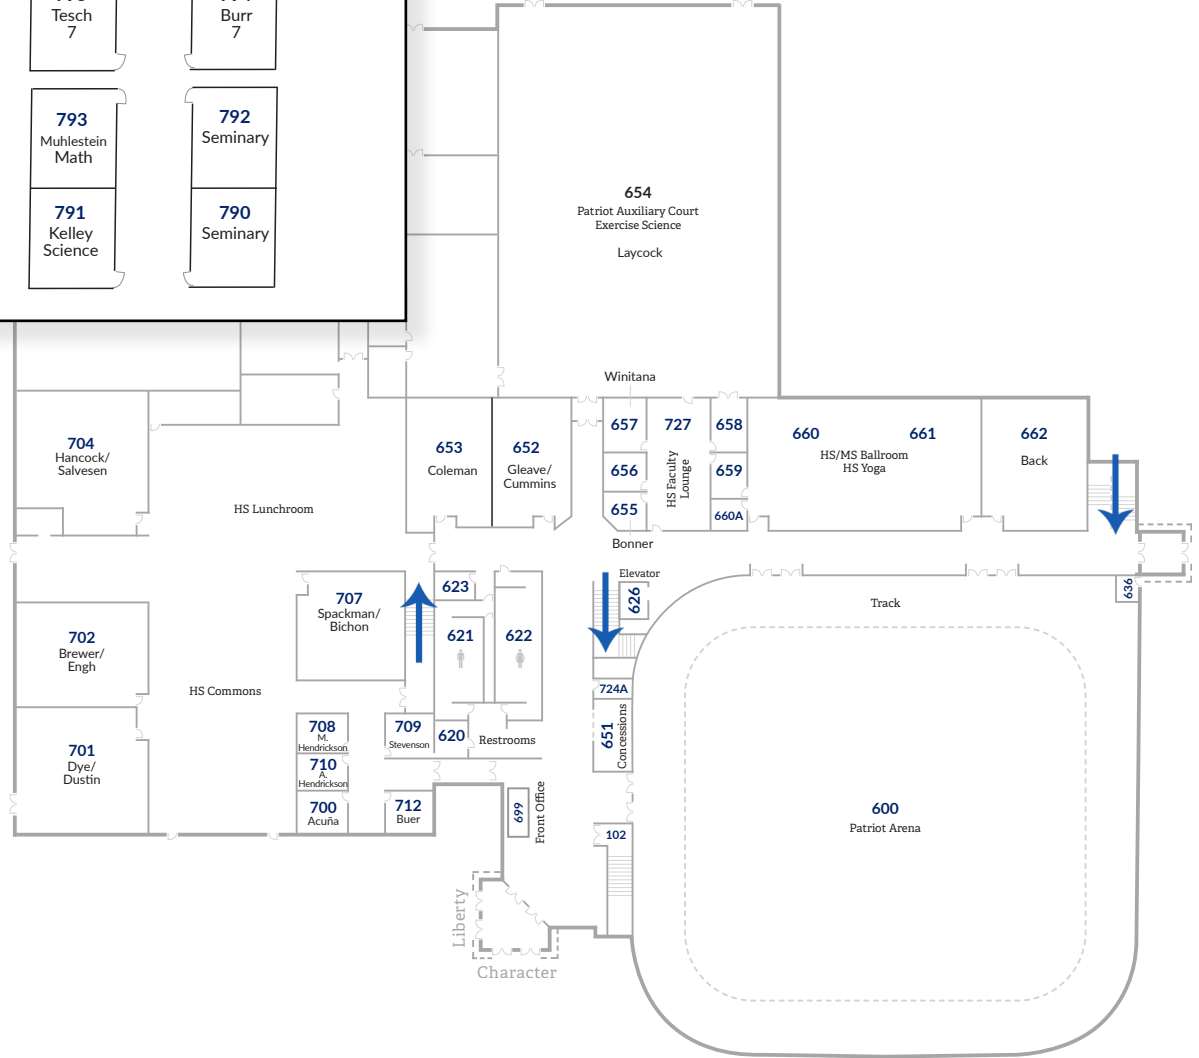 Tesch
7
Burr
7
793
Muhlestein
Math
792
Seminary
791
Kelley
Science
790
Seminary
654
Patriot Auxiliary Court
Exercise Science
Laycock
Winitana
704
Hancock/
Salvesen
HS Lunchroom
653
Coleman
652
Gleave/
Cummins
657
656
655
Bonner
727
HS Faculty
Lounge
658
659
660A
660
661
HS/MS Ballroom
HS Yoga
662
Back
Elevator
626
636
Track
623
621
622
707
Spackman/
Bichon
702
Brewer/
Engh
HS Commons
701
Dye/
Dustin
708
M.
Hendrickson
710
A.
Hendrickson
700
Acuña
709
Stevenson
620
Restrooms
712
Buer
724A
651
Concessions
699
Front Office
102
600
Patriot Arena
Liberty
Character